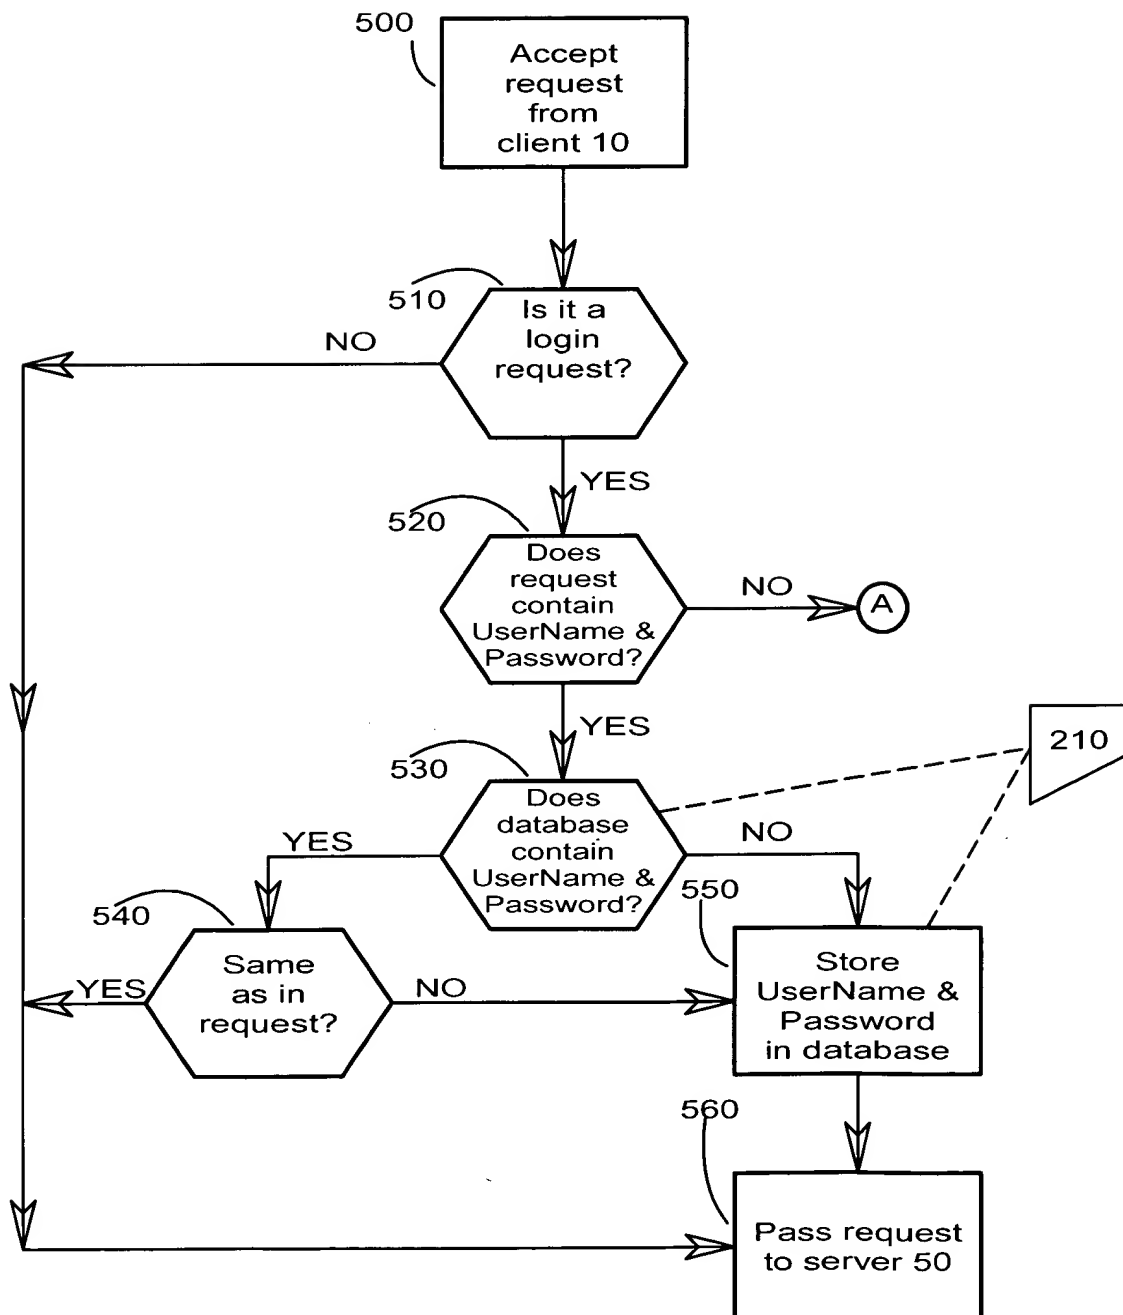 500
Accept
request
from
client 10
510
Is it a
login
request?
NO
YES
520
Does
request
contain
UserName &
Password?
NO
A
YES
530
Does
database
contain
UserName &
Password?
210
YES
NO
540
Same
as in
request?
YES
NO
550
Store
UserName &
Password
in database
560
Pass request
to server 50